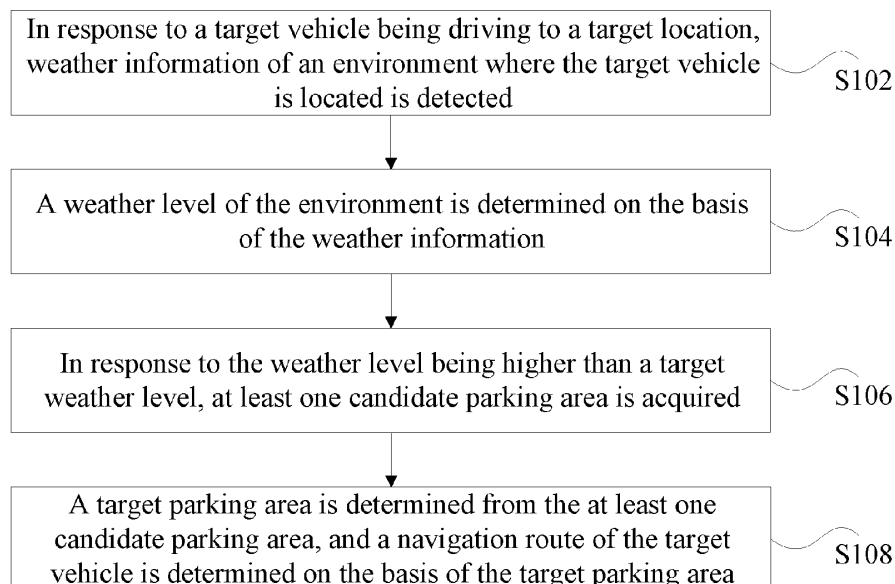 In response to a target vehicle being driving to a target location,
weather information of an environment where the target vehicle
is located is detected
S102
A weather level of the environment is determined on the basis
of the weather information
S104
In response to the weather level being higher than a target
weather level, at least one candidate parking area is acquired
S106
A target parking area is determined from the at least one
candidate parking area, and a navigation route of the target
vehicle is determined on the basis of the target parking area
S108